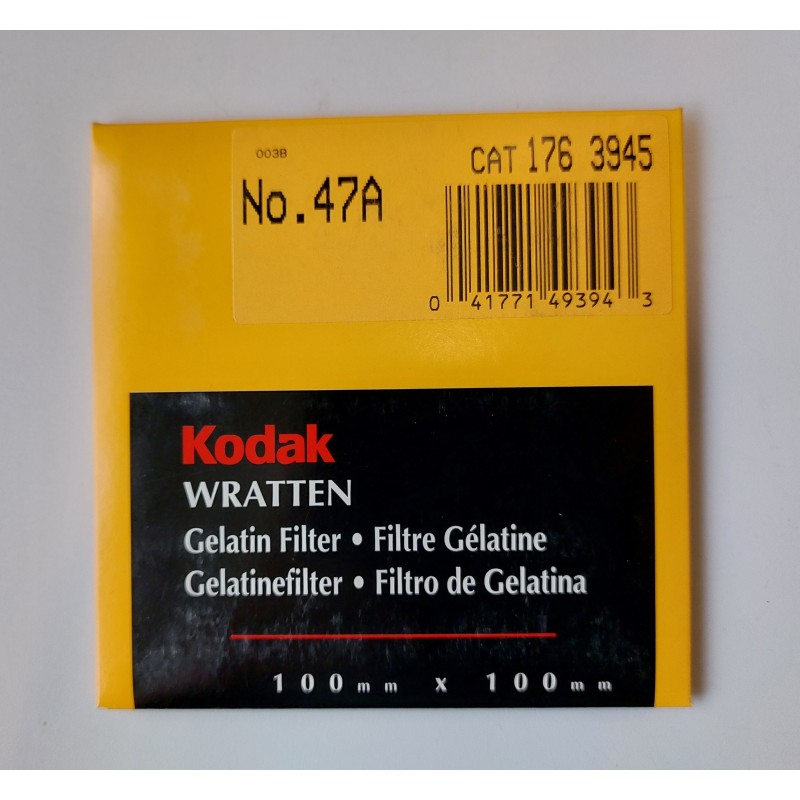 003B
CAT 176 3945
No.47A
0 41771 49394 3
Kodak
WRATTEN
Gelatin Filter • Filtre Gélatine
Gelatinefilter • Filtro de Gelatina
100mm x 100mm